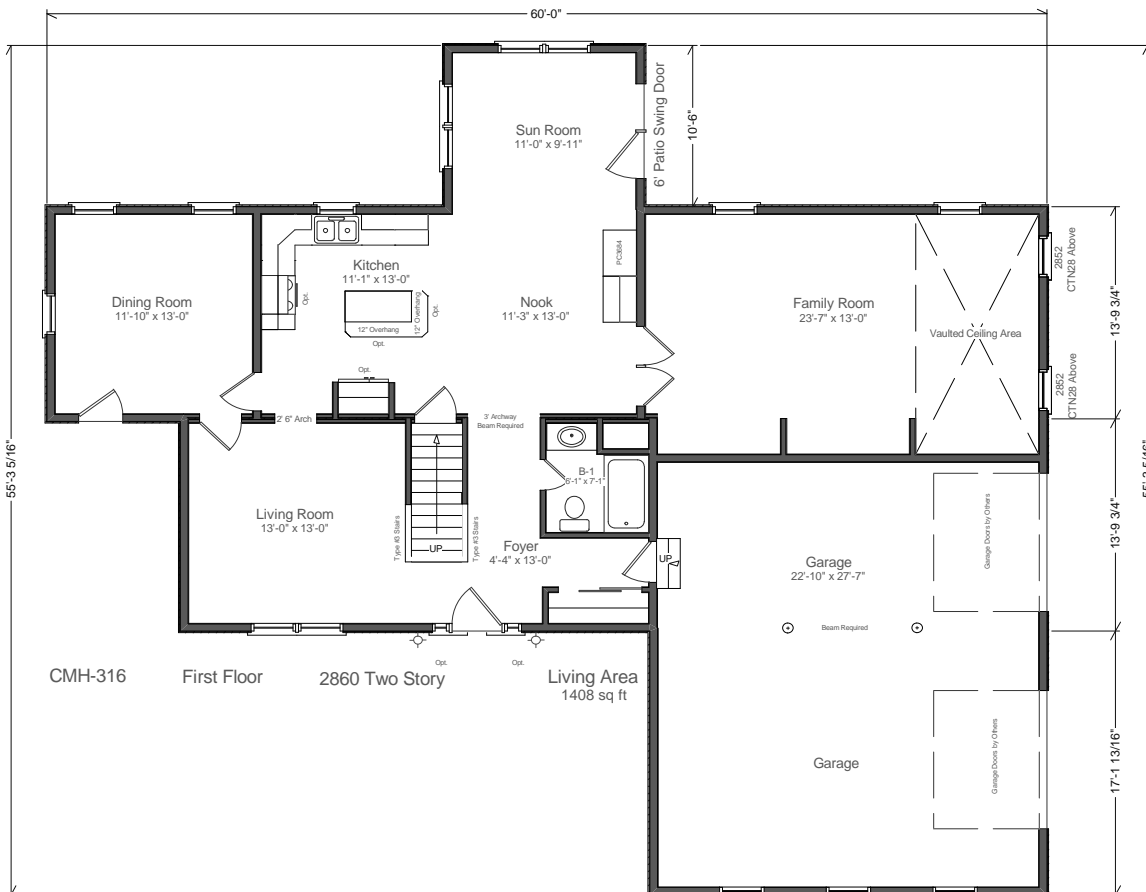 60'-0"
Sun Room
11'-0" x 9'-11"
6' Patio Swing Door
10'-6"
Kitchen
11'-1" x 13'-0"
Opt.
12" Overhang
12" Overhang
Opt.
Opt.
Opt.
Dining Room
11'-10" x 13'-0"
Nook
11'-3" x 13'-0"
PC3684
Family Room
23'-7" x 13'-0"
Vaulted Ceiling Area
2852
CTN28 Above
2852
CTN28 Above
13'-9 3/4"
55'-3 5/16"
2' 6" Arch
3' Archway
Beam Required
B-1
6'-1" x 7'-1"
Living Room
13'-0" x 13'-0"
Type #3 Stairs
UP
Type #3 Stairs
Foyer
4'-4" x 13'-0"
UP
Garage
22'-10" x 27'-7"
Garage Doors by Others
13'-9 3/4"
Beam Required
Opt.
Opt.
CMH-316
First Floor
2860 Two Story
Living Area
1408 sq ft
Garage
Garage Doors by Others
17'-1 13/16"